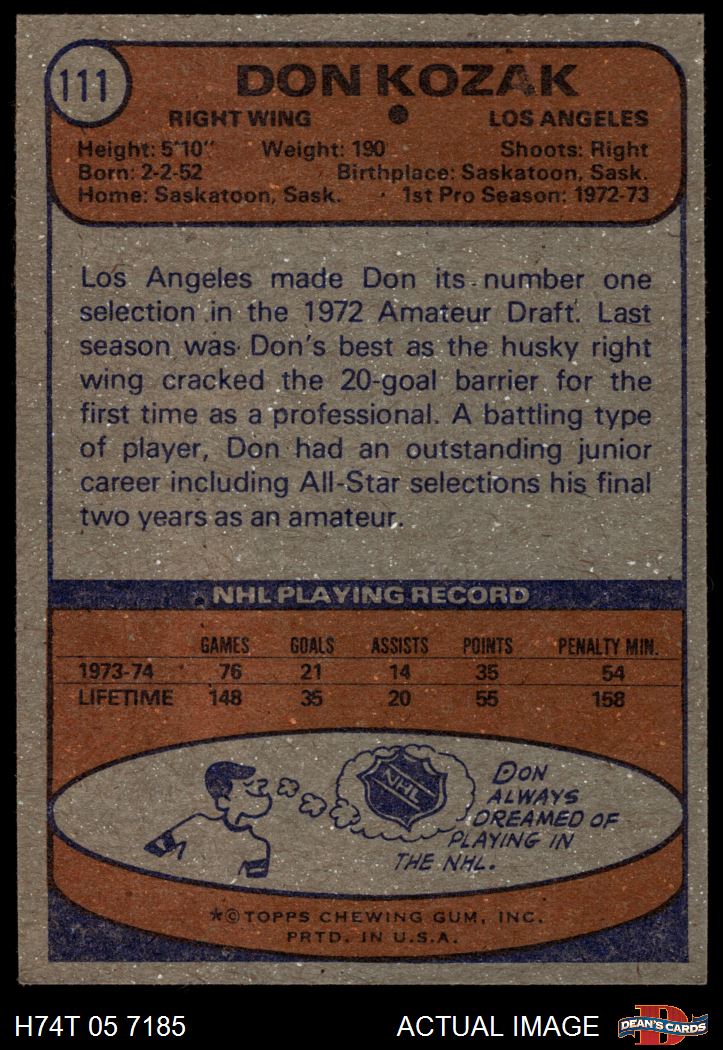 111
DON KOZAK
RIGHT WING LOS ANGELES
Height: 5'10" Weight: 190 Shoots: Right
Born: 2-2-52 Birthplace: Saskatoon, Sask.
Home: Saskatoon, Sask. 1st Pro Season: 1972-73
Los Angeles made Don its number one
selection in the 1972 Amateur Draft. Last
season was Don's best as the husky right
wing cracked the 20-goal barrier for the
first time as a professional. A battling type
of player, Don had an outstanding junior
career including All-Star selections his final
two years as an amateur.
NHL PLAYING RECORD
GAMES GOALS ASSISTS POINTS PENALTY MIN.
1973-74 76 21 14 35 54
LIFETIME 148 35 20 55 158
NHL
DON
ALWAYS
DREAMED OF
PLAYING IN
THE NHL.
*©TOPPS CHEWING GUM, INC.
PRTD. IN U.S.A.
H74T 05 7185 ACTUAL IMAGE
D
DEAN'S CARDS